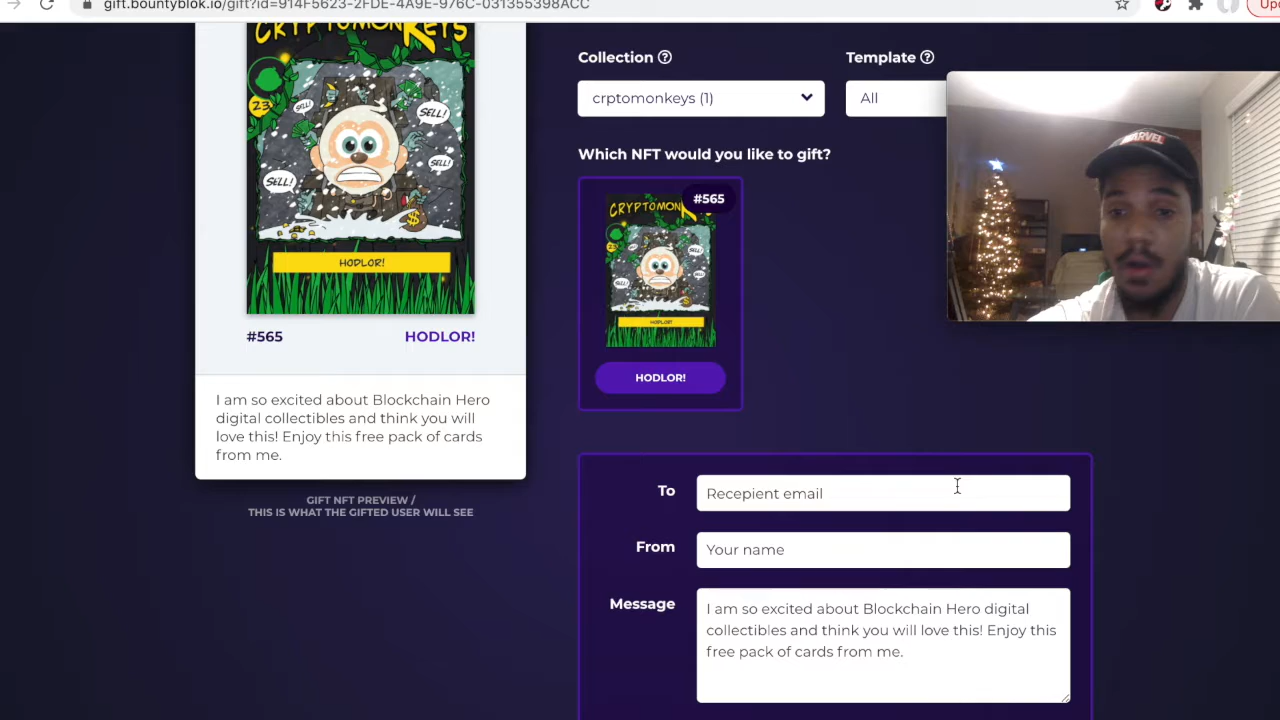 gift.bountyblok.io/gift?id=914F5623-2FDE-4A9E-976C-031355398ACC
CRYPTOMONKEYS
23
SELL!
SELL!
SELL!
SELL!
HODLOR!
#565 HODLOR!
I am so excited about Blockchain Hero
digital collectibles and think you will
love this! Enjoy this free pack of cards
from me.
GIFT NFT PREVIEW /
THIS IS WHAT THE GIFTED USER WILL SEE
Collection
crptomonkeys (1)
Template
All
Which NFT would you like to gift?
#565
HODLOR!
HODLOR!
To
Recepient email
From
Your name
Message
I am so excited about Blockchain Hero digital
collectibles and think you will love this! Enjoy this
free pack of cards from me.
MARVEL